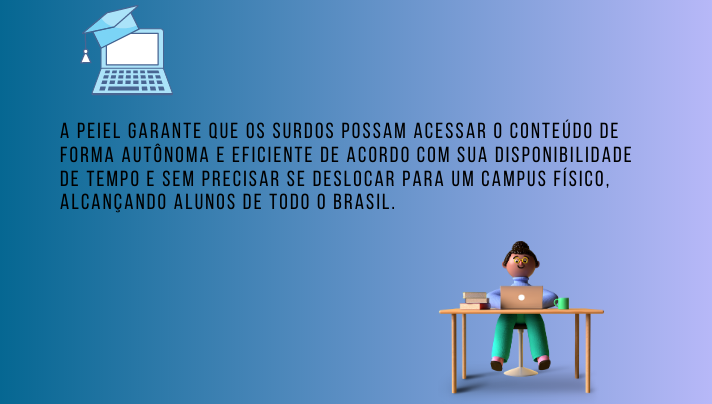 A PEIEL GARANTE QUE OS SURDOS POSSAM ACESSAR O CONTEÚDO DE
FORMA AUTÔNOMA E EFICIENTE DE ACORDO COM SUA DISPONIBILIDADE
DE TEMPO E SEM PRECISAR SE DESLOCAR PARA UM CAMPUS FÍSICO,
ALCANÇANDO ALUNOS DE TODO O BRASIL.